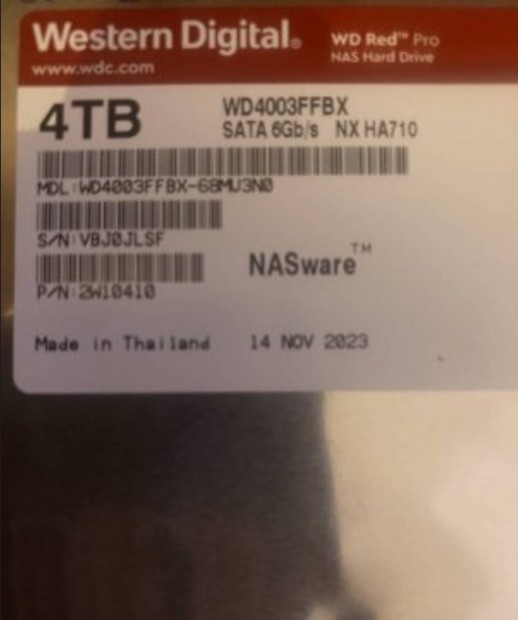 Western Digital®
WD Red™ Pro
NAS Hard Drive
www.wdc.com
4TB
WD4003FFBX
SATA 6Gb/s NX HA710
MDL:WD4003FFBX-68MU3N0
S/N:VBJ0JLSF
NASware™
P/N:2W10410
Made in Thailand 14 NOV 2023